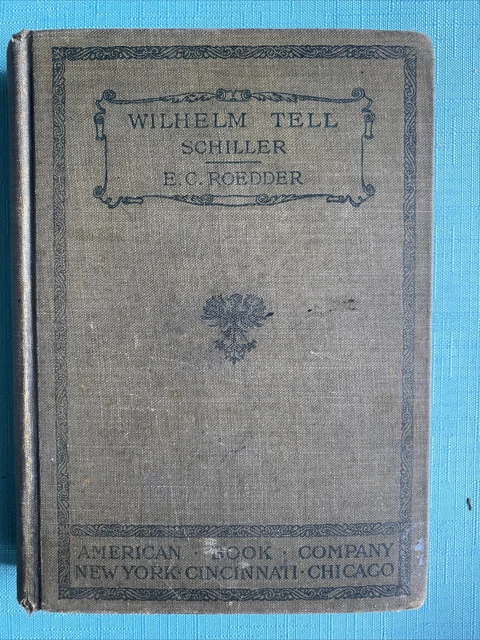 WILHELM TELL
SCHILLER
E. C. ROEDDER
AMERICAN · BOOK · COMPANY
NEW YORK · CINCINNATI · CHICAGO